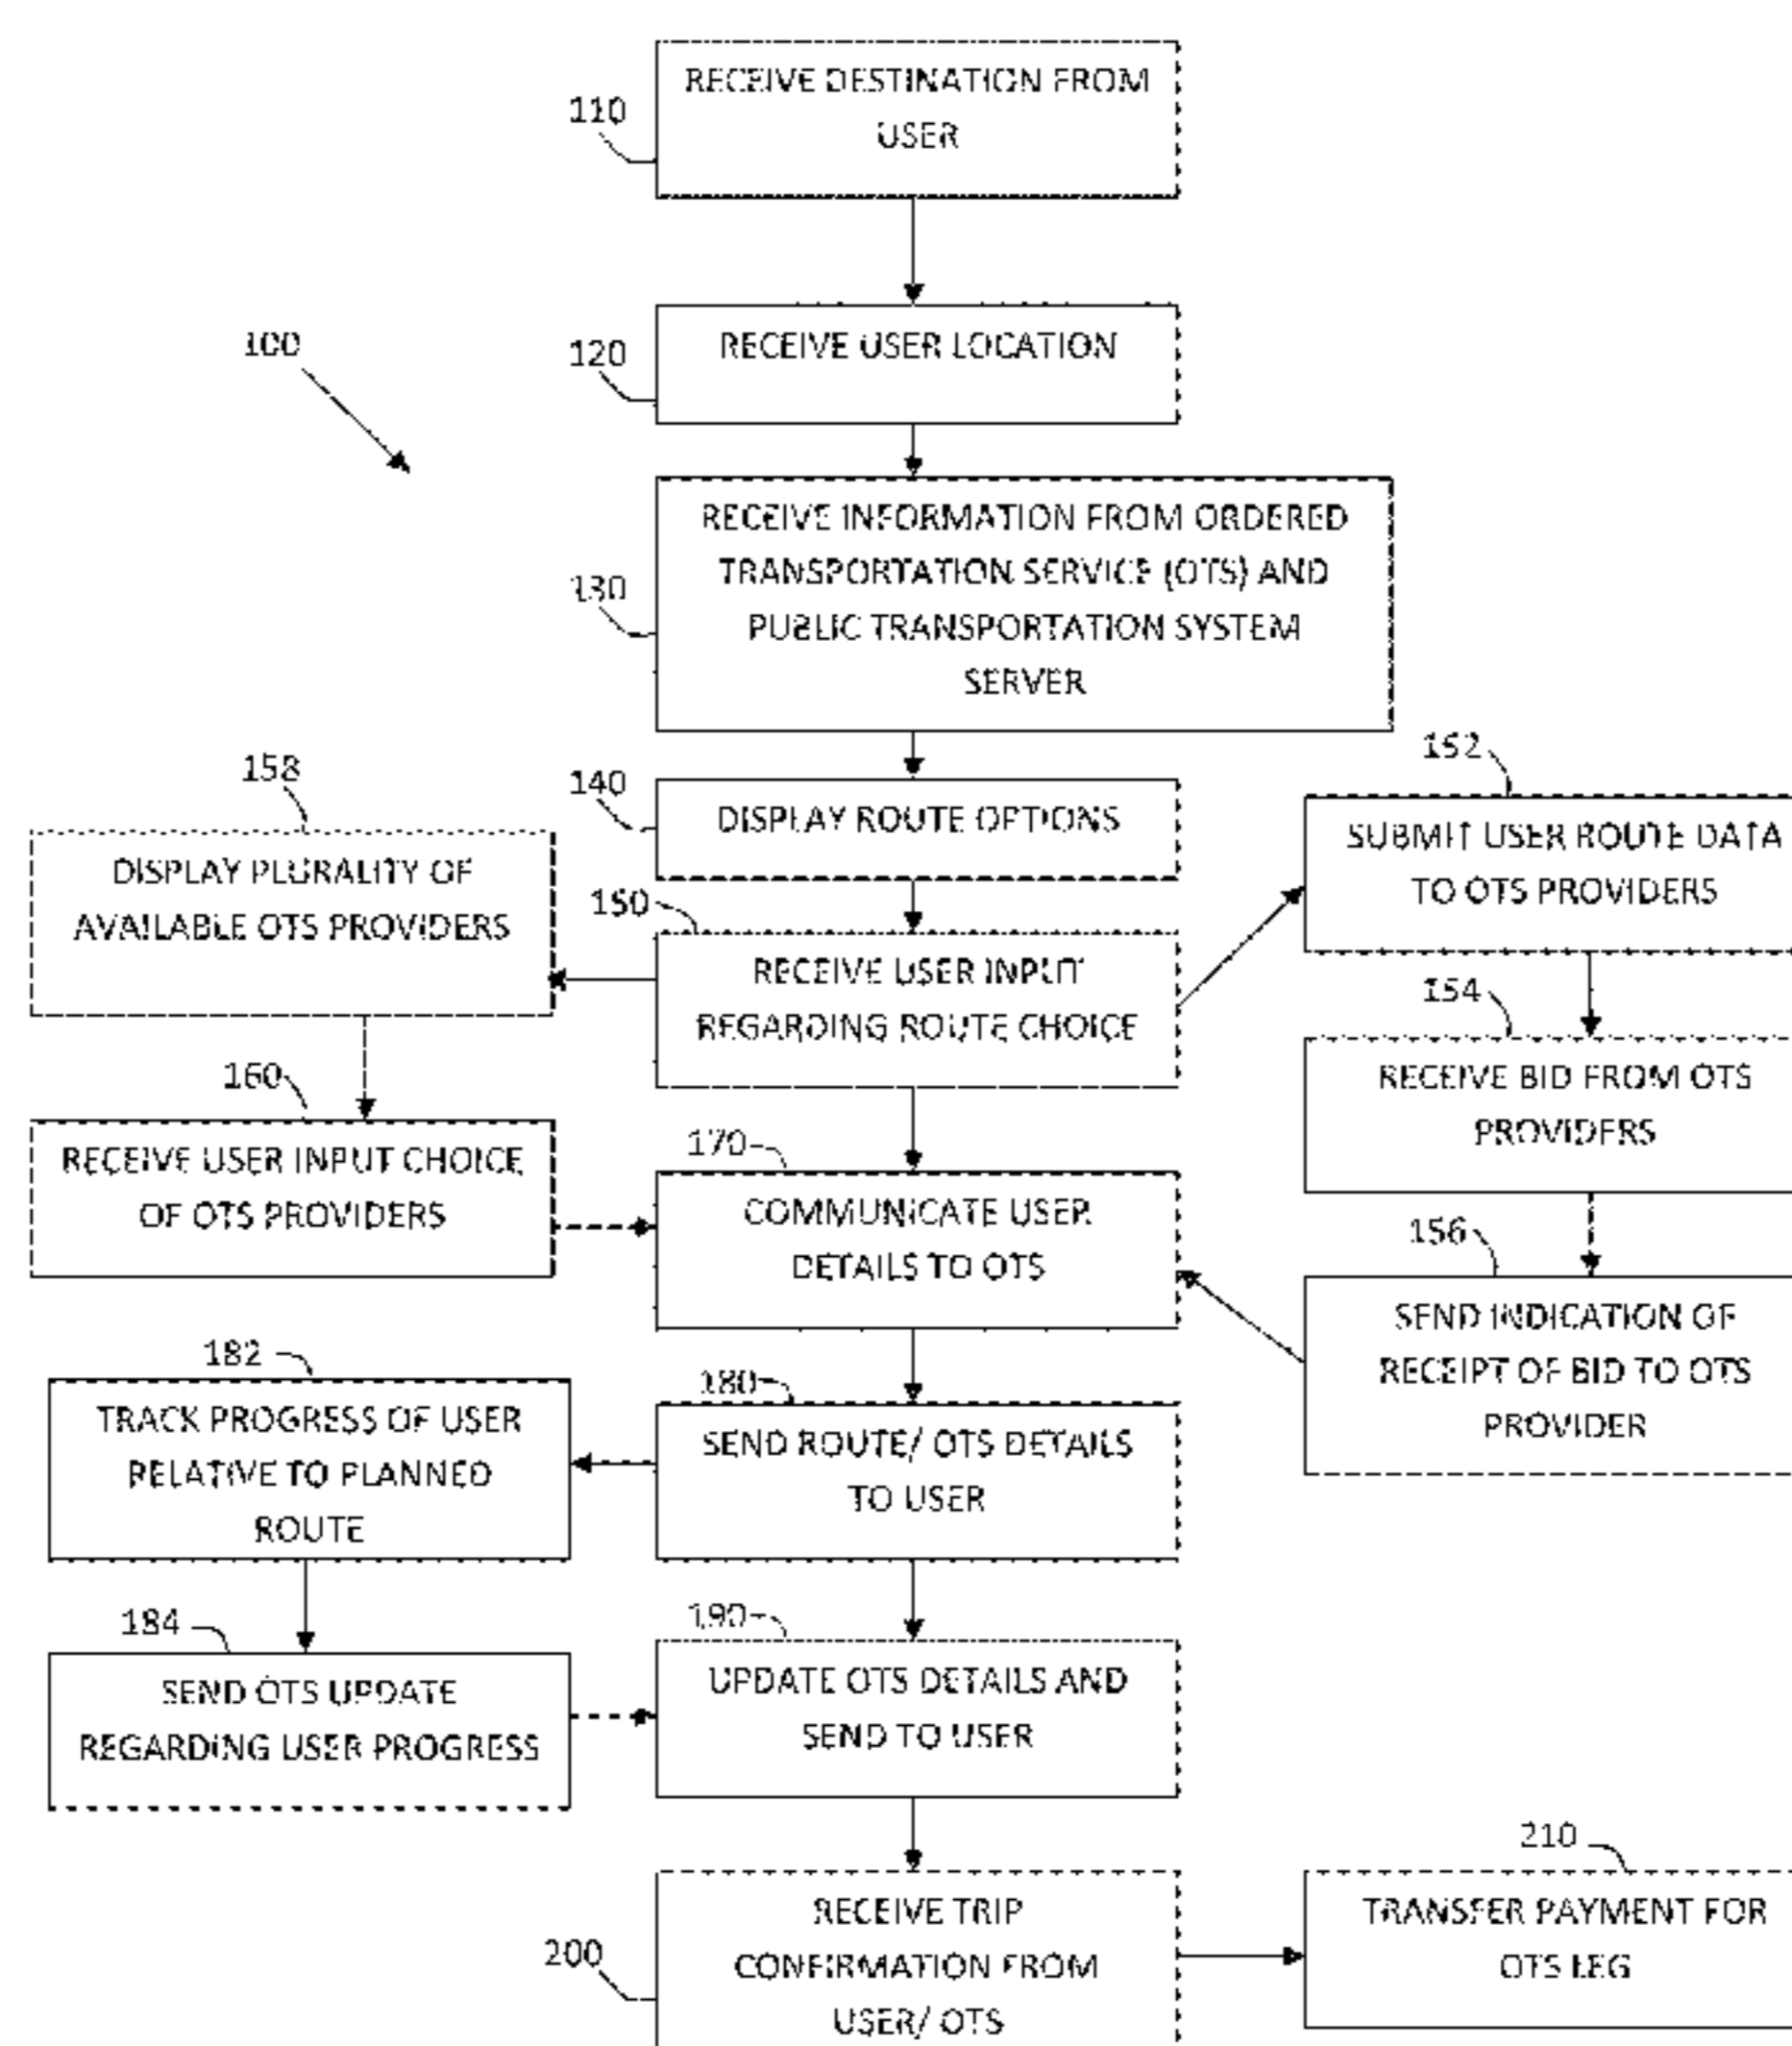 110
RECEIVE DESTINATION FROM
USER
100
120
RECEIVE USER LOCATION
130
RECEIVE INFORMATION FROM ORDERED
TRANSPORTATION SERVICE (OTS) AND
PUBLIC TRANSPORTATION SYSTEM
SERVER
140
DISPLAY ROUTE OPTIONS
150
RECEIVE USER INPUT
REGARDING ROUTE CHOICE
152
SUBMIT USER ROUTE DATA
TO OTS PROVIDERS
154
RECEIVE BID FROM OTS
PROVIDERS
156
SEND INDICATION OF
RECEIPT OF BID TO OTS
PROVIDER
158
DISPLAY PLURALITY OF
AVAILABLE OTS PROVIDERS
160
RECEIVE USER INPUT CHOICE
OF OTS PROVIDERS
170
COMMUNICATE USER
DETAILS TO OTS
180
SEND ROUTE/ OTS DETAILS
TO USER
182
TRACK PROGRESS OF USER
RELATIVE TO PLANNED
ROUTE
184
SEND OTS UPDATE
REGARDING USER PROGRESS
190
UPDATE OTS DETAILS AND
SEND TO USER
200
RECEIVE TRIP
CONFIRMATION FROM
USER/ OTS
210
TRANSFER PAYMENT FOR
OTS LEG